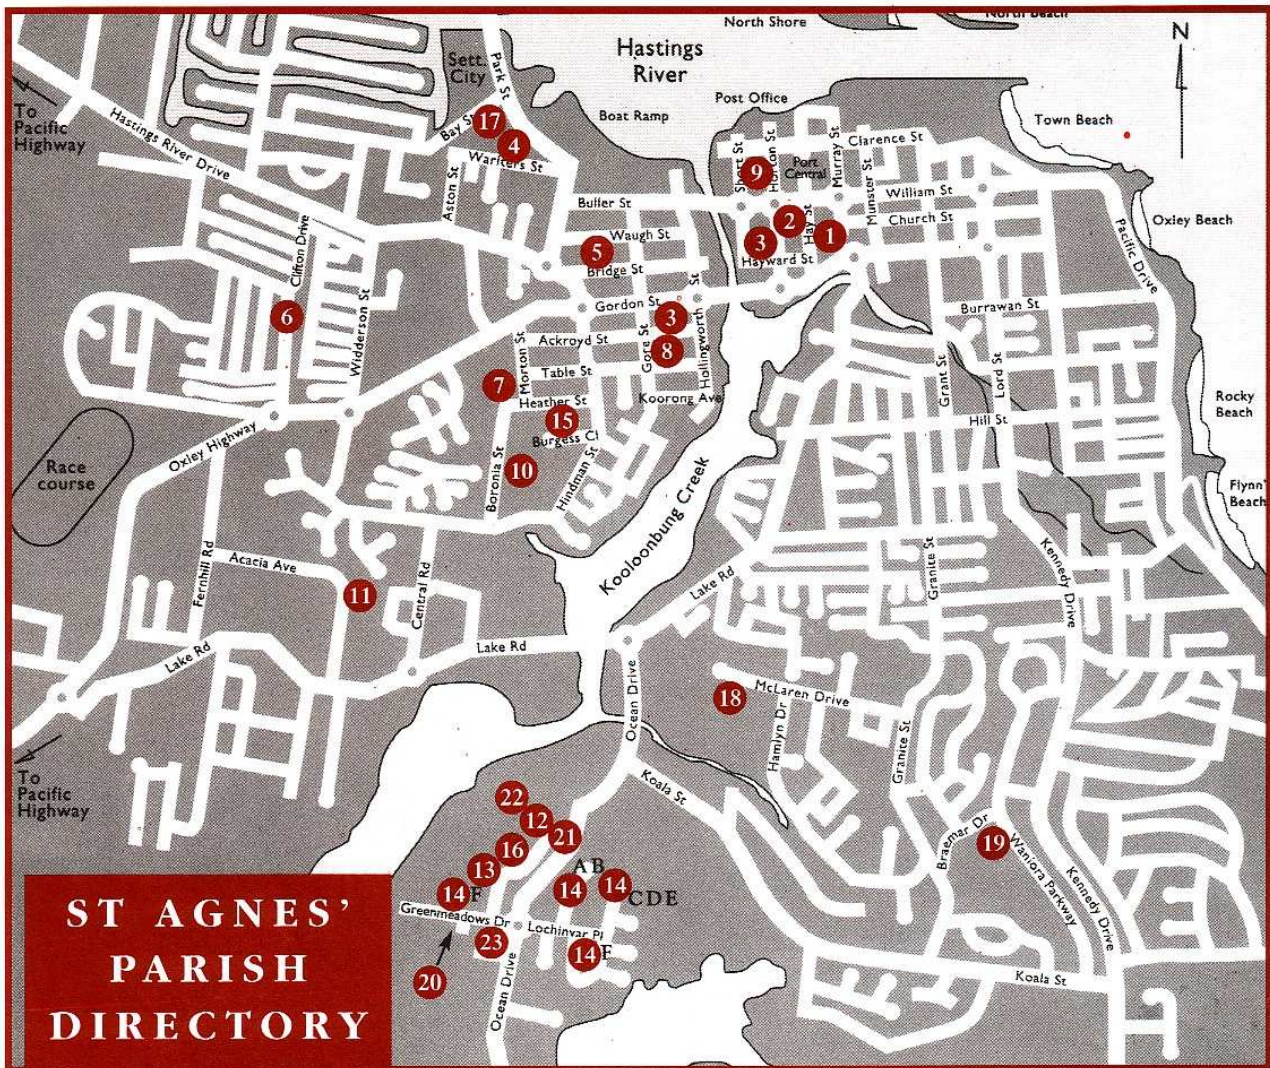 North Shore
North Beach
Hastings
River
N
Sett.
City
Park St
Post Office
Boat Ramp
To
Pacific
Highway
Hastings River Drive
Bay St
17
4
Warlters St
Aston St
Town Beach
Clarence St
Short St
Horton St
9
Port
Central
Murray St
Munster St
William St
Church St
Buller St
Waugh St
5
Bridge St
2
3
Hay St
1
Hayward St
Oxley Beach
Pacific Drive
Clifton Drive
6
Widderson St
Gordon St
3
Hollingworth St
Burrawan St
Ackroyd St
Gore St
8
Morton St
Table St
7
Heather St
Koorong Ave
15
Burgess Cl
Grant St
Lord St
Hill St
Rocky
Beach
Oxley Highway
Race
course
10
Boronia St
Hindman St
Kooloonbung Creek
Flynn'
Beach
Fernhill Rd
Acacia Ave
11
Central Rd
Lake Rd
Granite St
Kennedy Drive
Lake Rd
Lake Rd
Ocean Drive
18
McLaren Drive
Hamlyn Dr
Granite St
To
Pacific
Highway
Koala St
22
12
21
16
13
14 F
A B
14
14
CDE
Braemar Dr
19
Waniora Parkway
Kennedy Drive
Greenmeadows Dr
Lochinvar Pl
23
14 F
20
Ocean Drive
Koala St
ST AGNES’
PARISH
DIRECTORY